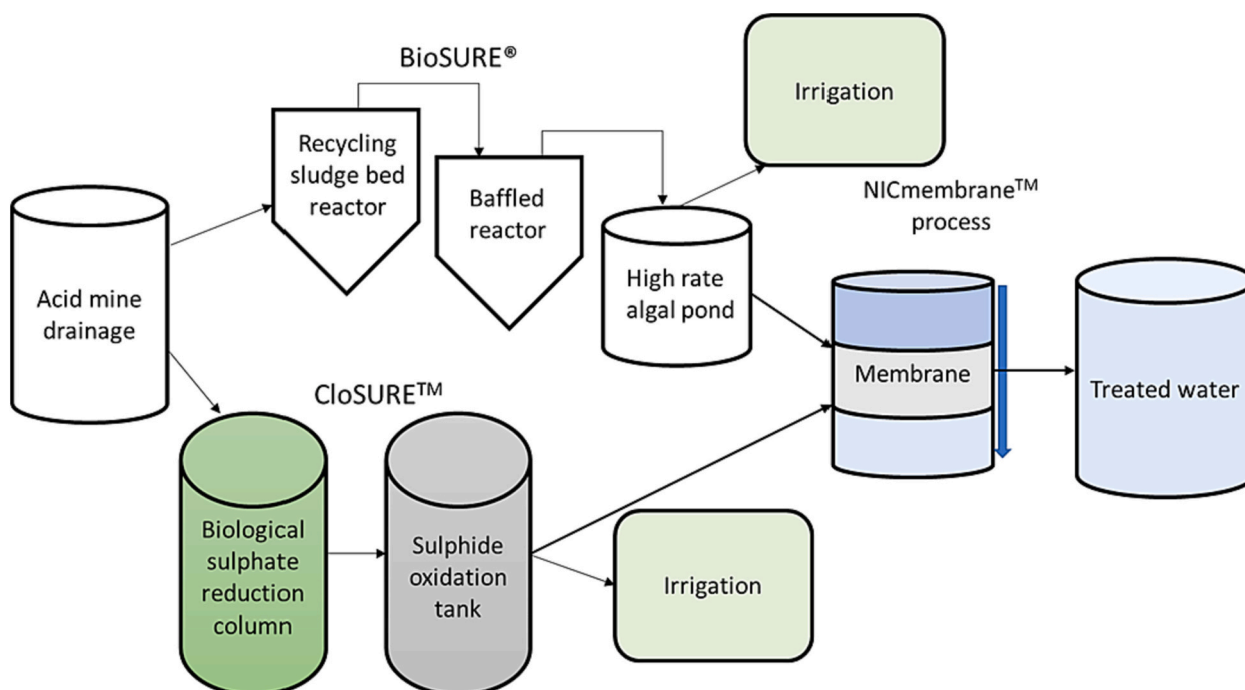 BioSURE®
Irrigation
Recycling
sludge bed
reactor
Baffled
reactor
NICmembrane™
process
High rate
algal pond
Acid mine
drainage
Membrane
Treated water
CloSURE™
Biological
sulphate
reduction
column
Sulphide
oxidation
tank
Irrigation